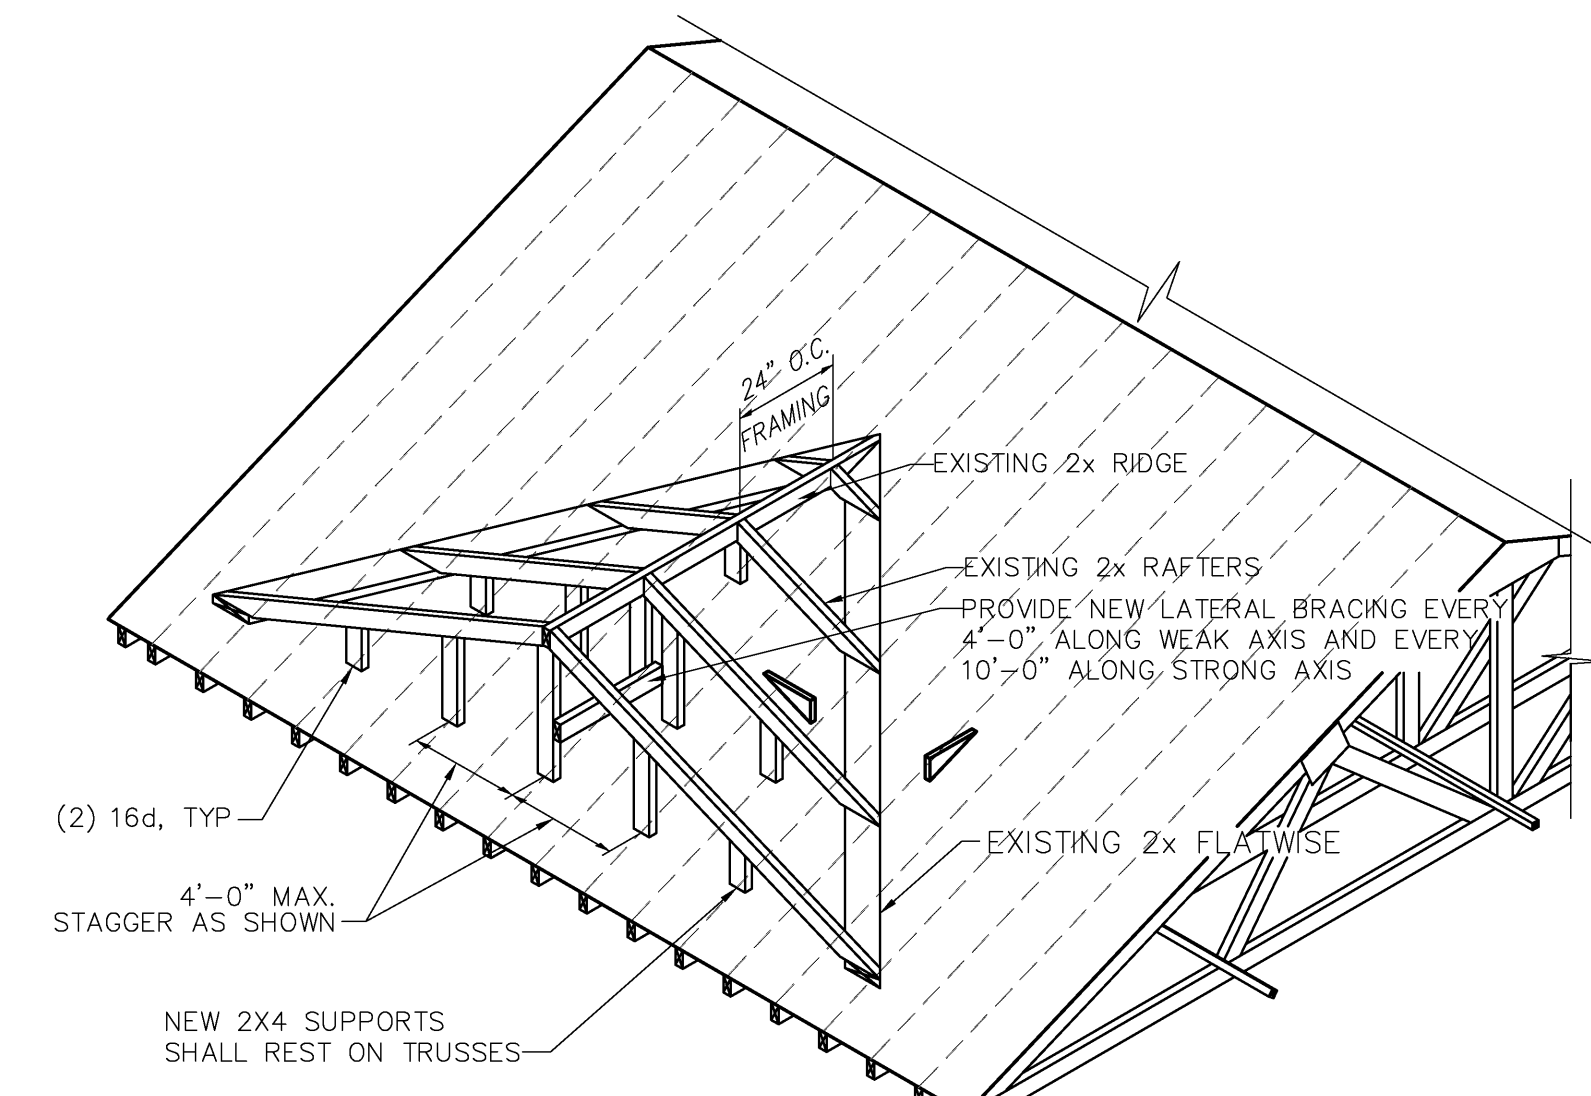 24" O.C.
FRAMING
EXISTING 2x RIDGE
EXISTING 2x RAFTERS
PROVIDE NEW LATERAL BRACING EVERY
4'-0" ALONG WEAK AXIS AND EVERY
10'-0" ALONG STRONG AXIS
(2) 16d, TYP
EXISTING 2x FLATWISE
4'-0" MAX.
STAGGER AS SHOWN
NEW 2X4 SUPPORTS
SHALL REST ON TRUSSES